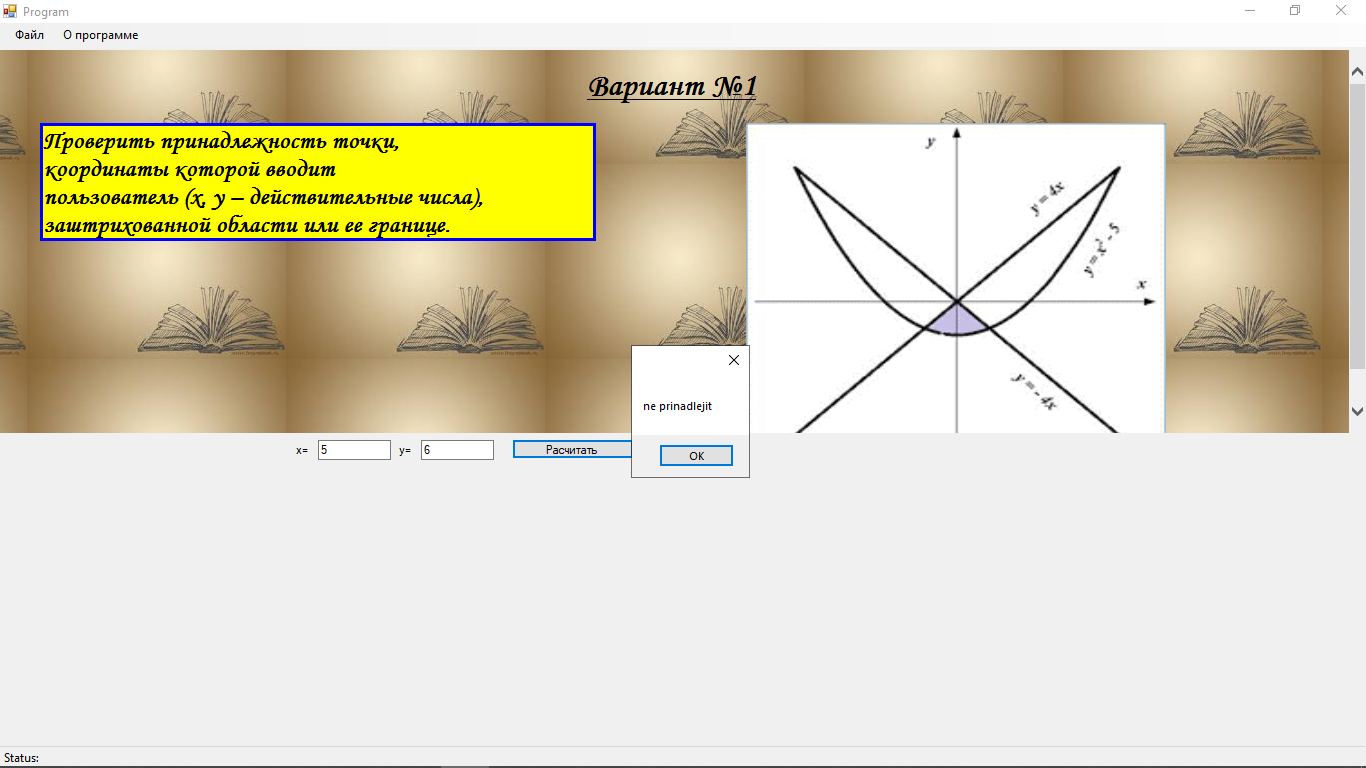 Program
Файл О программе
Вариант №1
Проверить принадлежность точки,
координаты которой вводит
пользователь (x, y – действительные числа),
заштрихованной области или ее границе.
y
y = 4x
y = x² - 5
x
y = - 4x
ne prinadlejit
OK
x= 5 y= 6 Расчитать
Status: